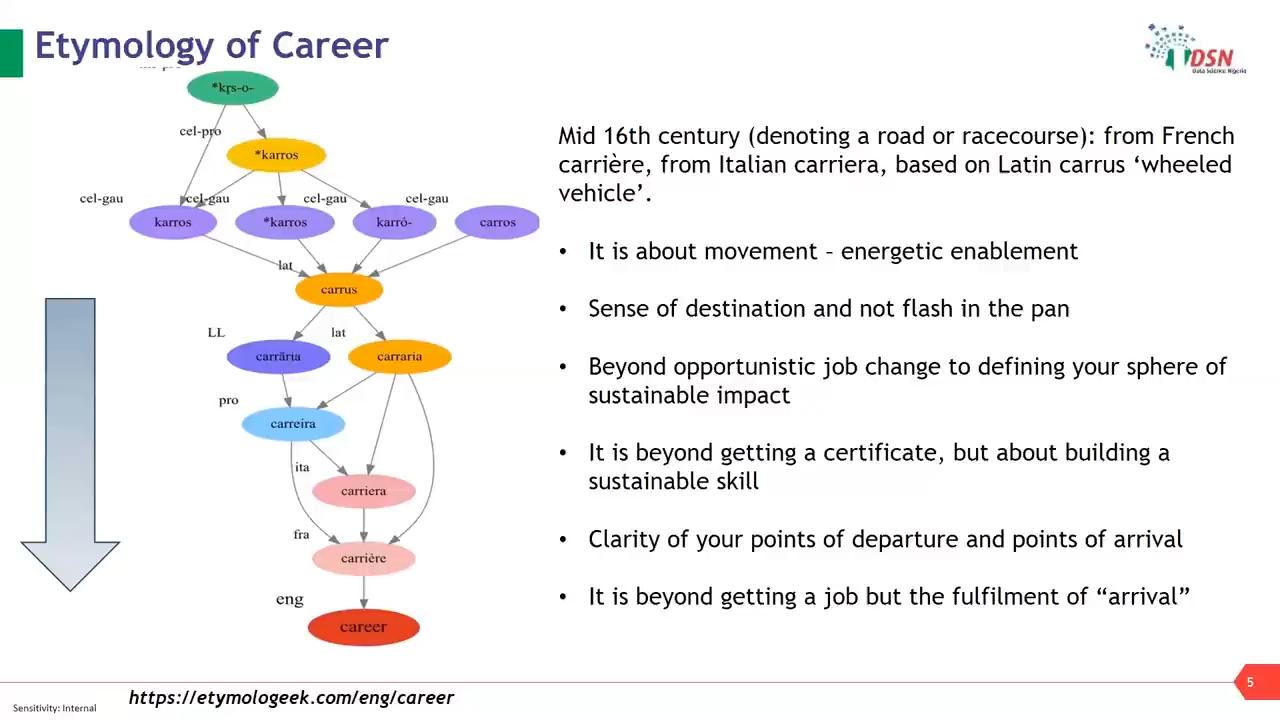 Etymology of Career
DSN
Data Science Nigeria
*kr̥s-o-
cel-pro
*karros
cel-gau
cel-gau
cel-gau
cel-gau
karros
*karros
karró-
carros
lat
carrus
LL
lat
carrāria
carraria
pro
carreira
ita
carriera
fra
carrière
eng
career
Mid 16th century (denoting a road or racecourse): from French
carrière, from Italian carriera, based on Latin carrus ‘wheeled
vehicle’.
• It is about movement – energetic enablement
• Sense of destination and not flash in the pan
• Beyond opportunistic job change to defining your sphere of
sustainable impact
• It is beyond getting a certificate, but about building a
sustainable skill
• Clarity of your points of departure and points of arrival
• It is beyond getting a job but the fulfilment of “arrival”
5
https://etymologeek.com/eng/career
Sensitivity: Internal